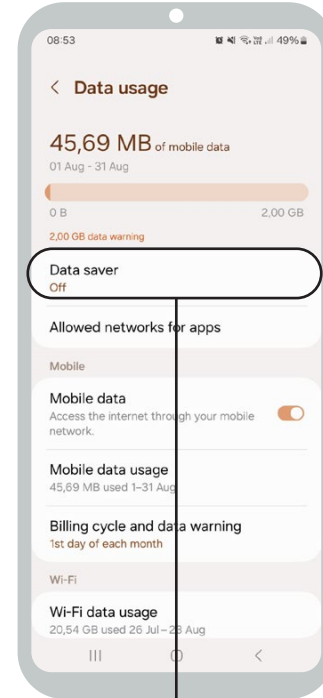 08:53 49%
< Data usage
45,69 MB of mobile data
01 Aug - 31 Aug
0 B 2,00 GB
2,00 GB data warning
Data saver
Off
Allowed networks for apps
Mobile
Mobile data
Access the internet through your mobile
network.
Mobile data usage
45,69 MB used 1–31 Aug
Billing cycle and data warning
1st day of each month
Wi-Fi
Wi-Fi data usage
20,54 GB used 26 Jul – 23 Aug